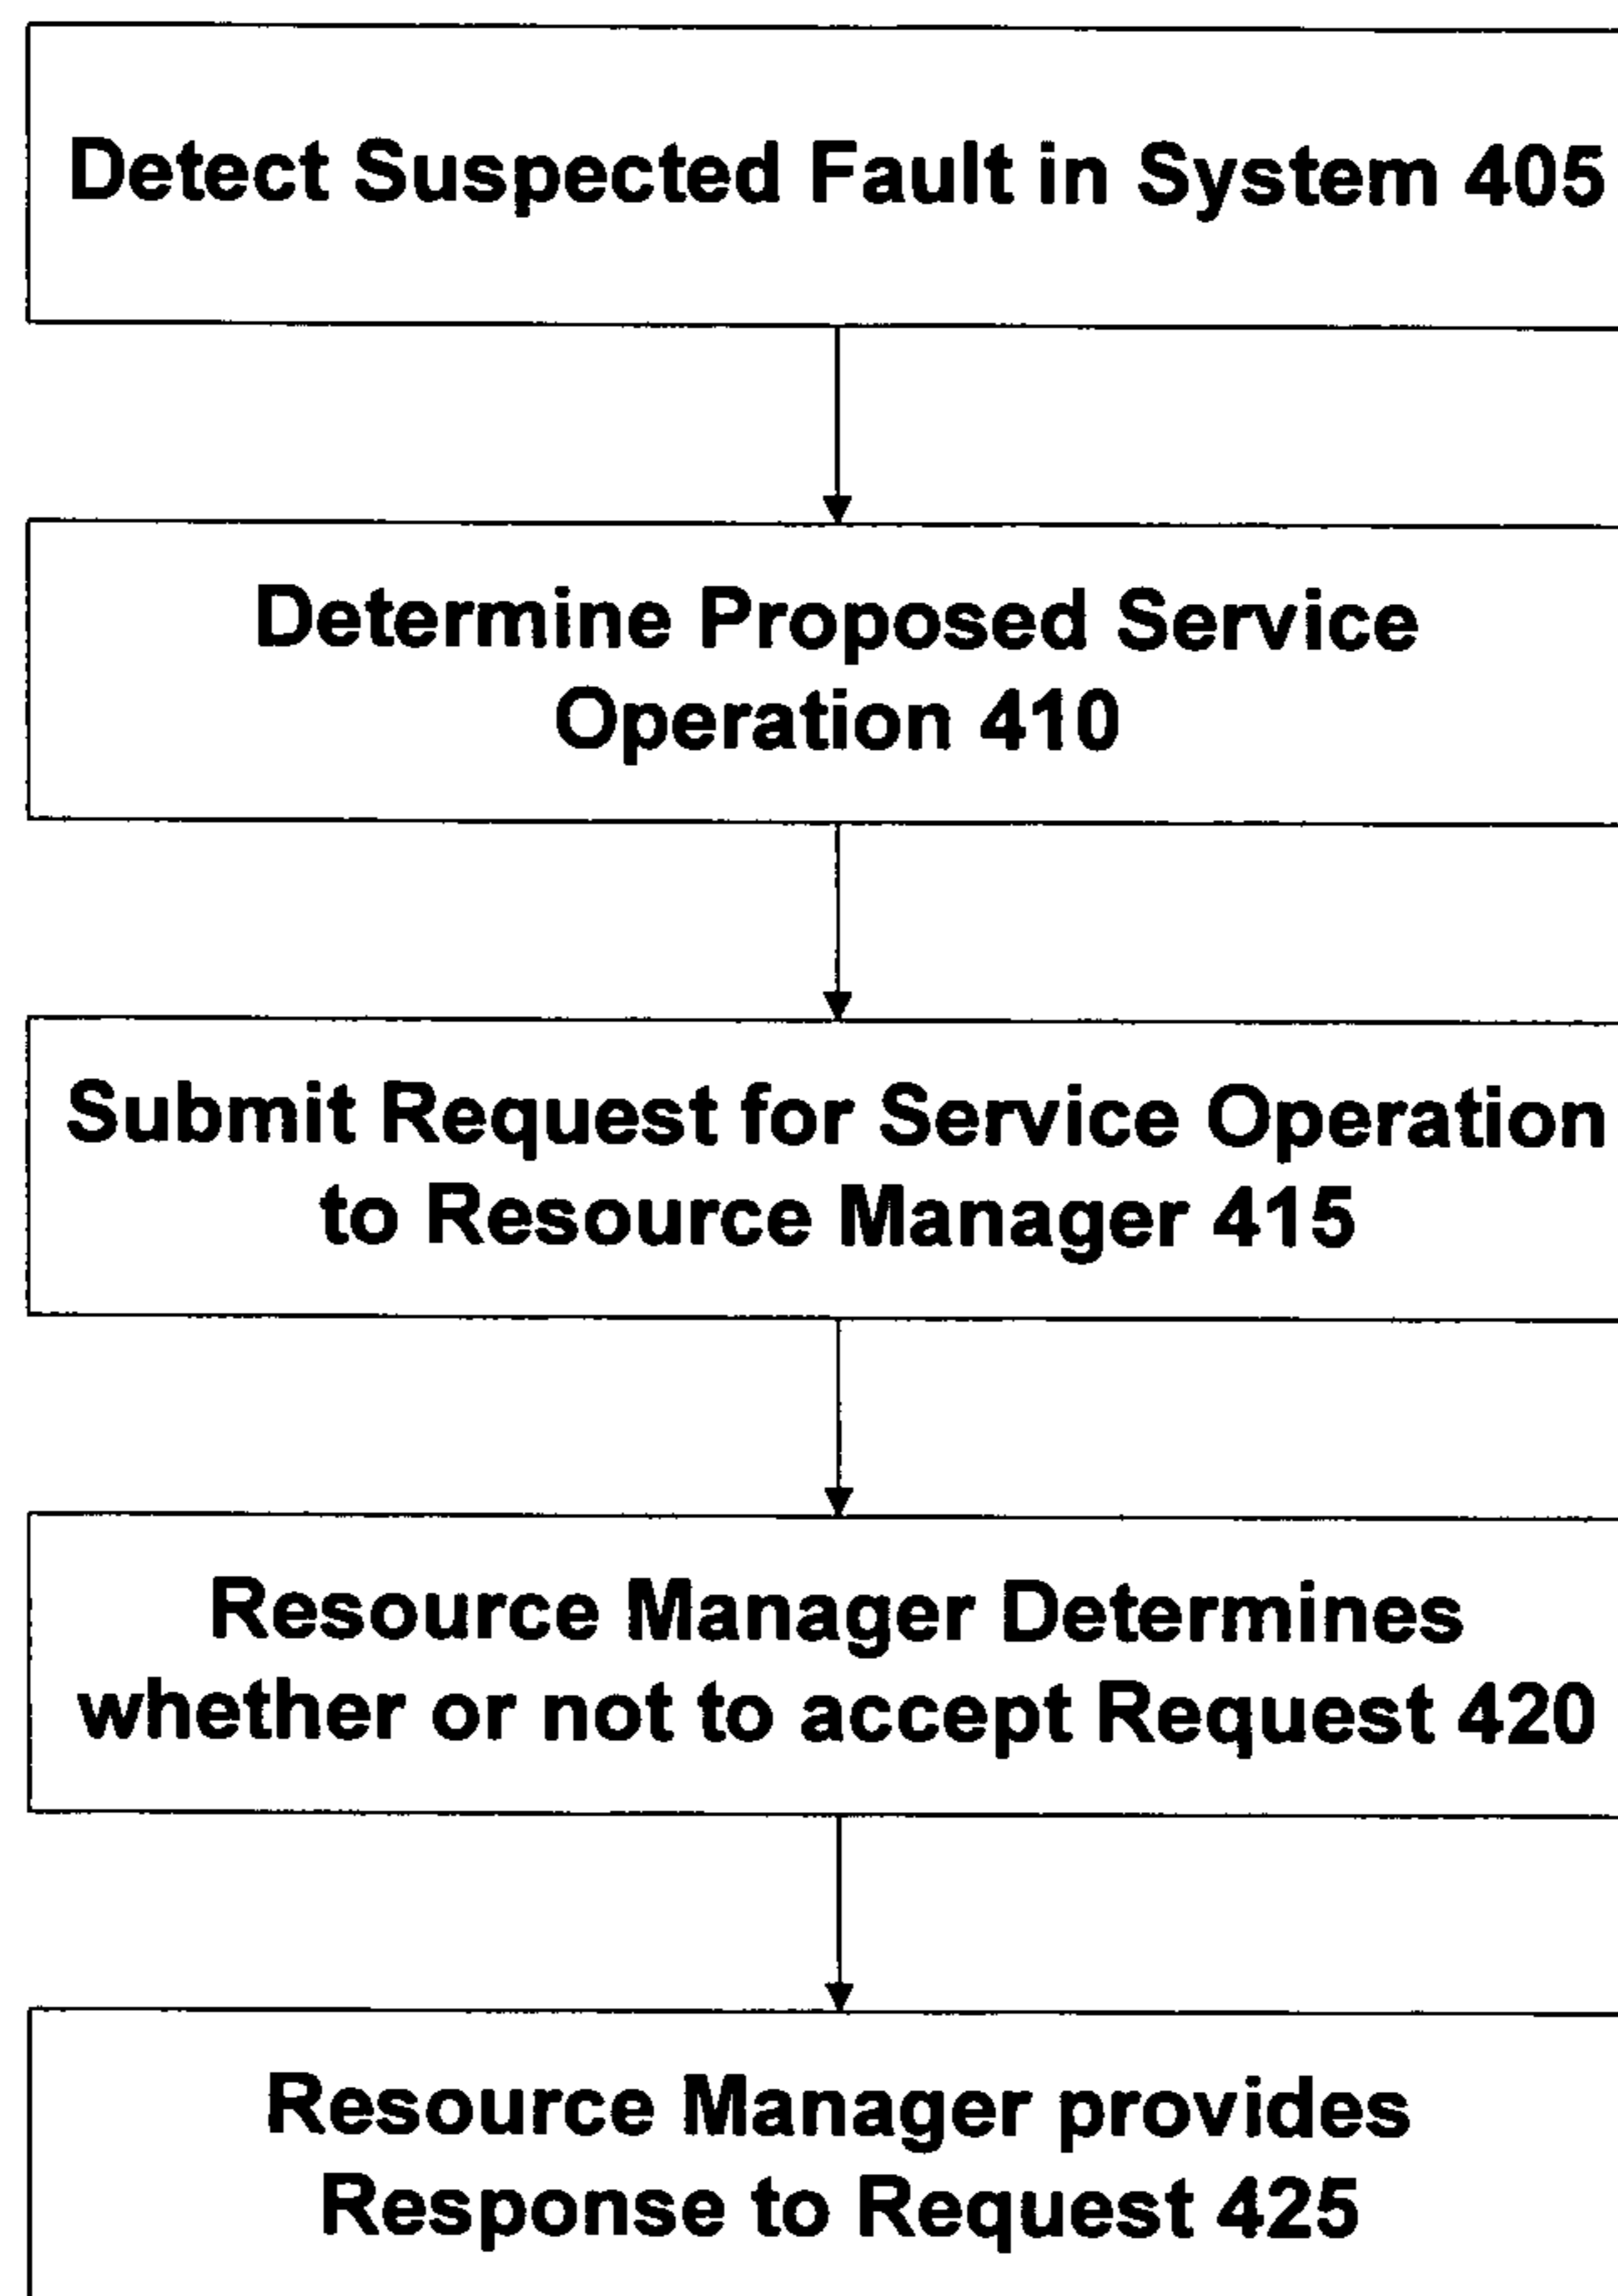 Detect Suspected Fault in System 405
Determine Proposed Service
Operation 410
Submit Request for Service Operation
to Resource Manager 415
Resource Manager Determines
whether or not to accept Request 420
Resource Manager provides
Response to Request 425